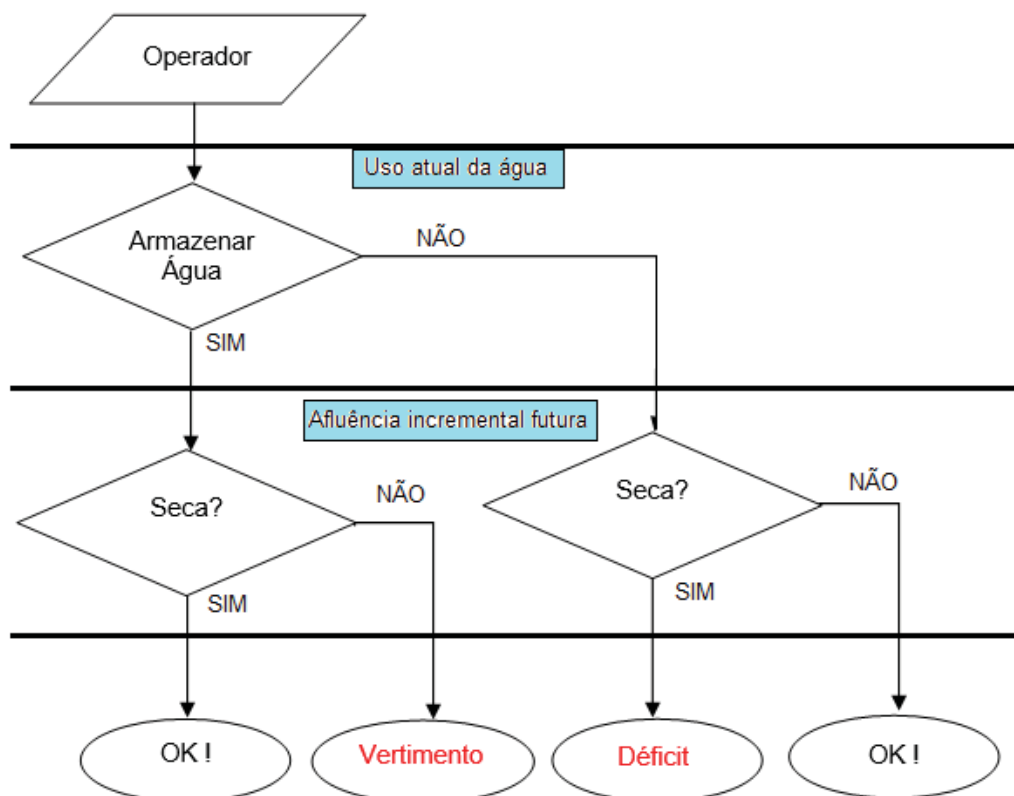 Operador
Uso atual da água
Armazenar
Água
NÃO
SIM
Afluência incremental futura
Seca?
NÃO
SIM
Seca?
NÃO
SIM
OK !
Vertimento
Déficit
OK !